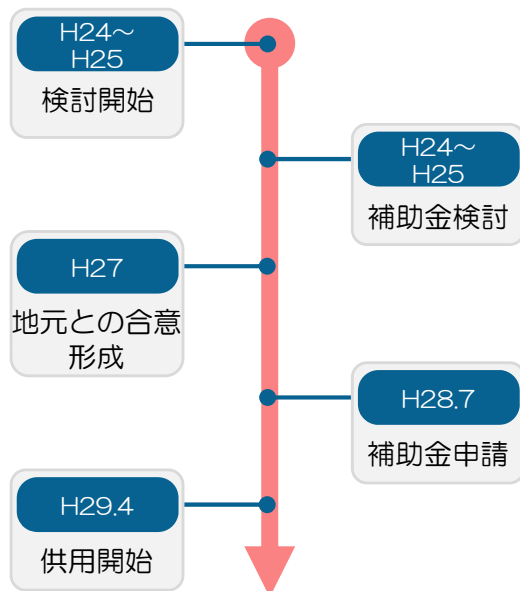 H24～
H25
検討開始
H24～
H25
補助金検討
H27
地元との合意
形成
H28.7
補助金申請
H29.4
供用開始